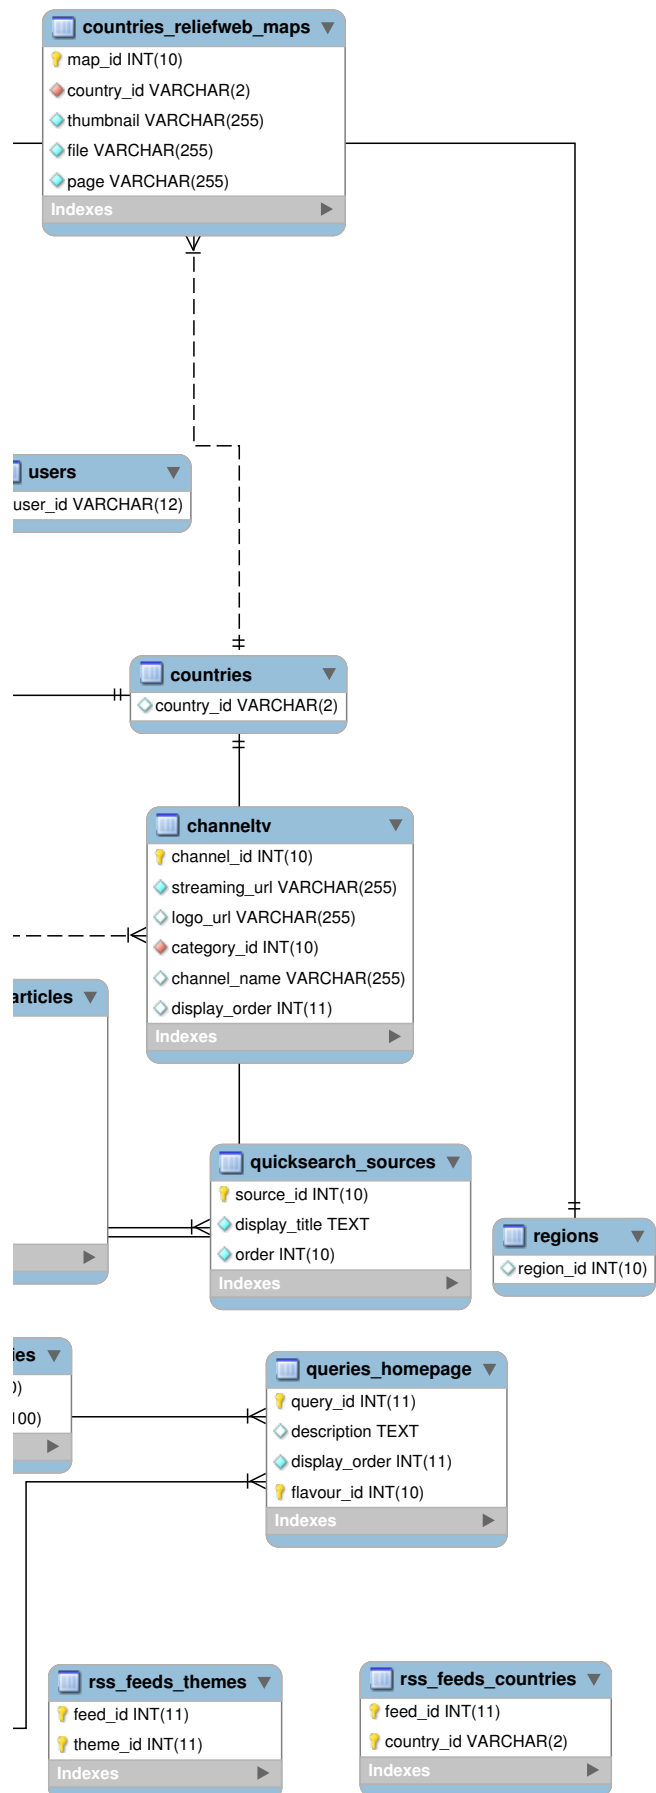 countries_reliefweb_maps
map_id INT(10)
country_id VARCHAR(2)
thumbnail VARCHAR(255)
file VARCHAR(255)
page VARCHAR(255)
Indexes
users
user_id VARCHAR(12)
countries
country_id VARCHAR(2)
channeltv
channel_id INT(10)
streaming_url VARCHAR(255)
logo_url VARCHAR(255)
category_id INT(10)
channel_name VARCHAR(255)
display_order INT(11)
Indexes
articles
quicksearch_sources
source_id INT(10)
display_title TEXT
order INT(10)
Indexes
regions
region_id INT(10)
ies
)
100)
queries_homepage
query_id INT(11)
description TEXT
display_order INT(11)
flavour_id INT(10)
Indexes
rss_feeds_themes
feed_id INT(11)
theme_id INT(11)
Indexes
rss_feeds_countries
feed_id INT(11)
country_id VARCHAR(2)
Indexes